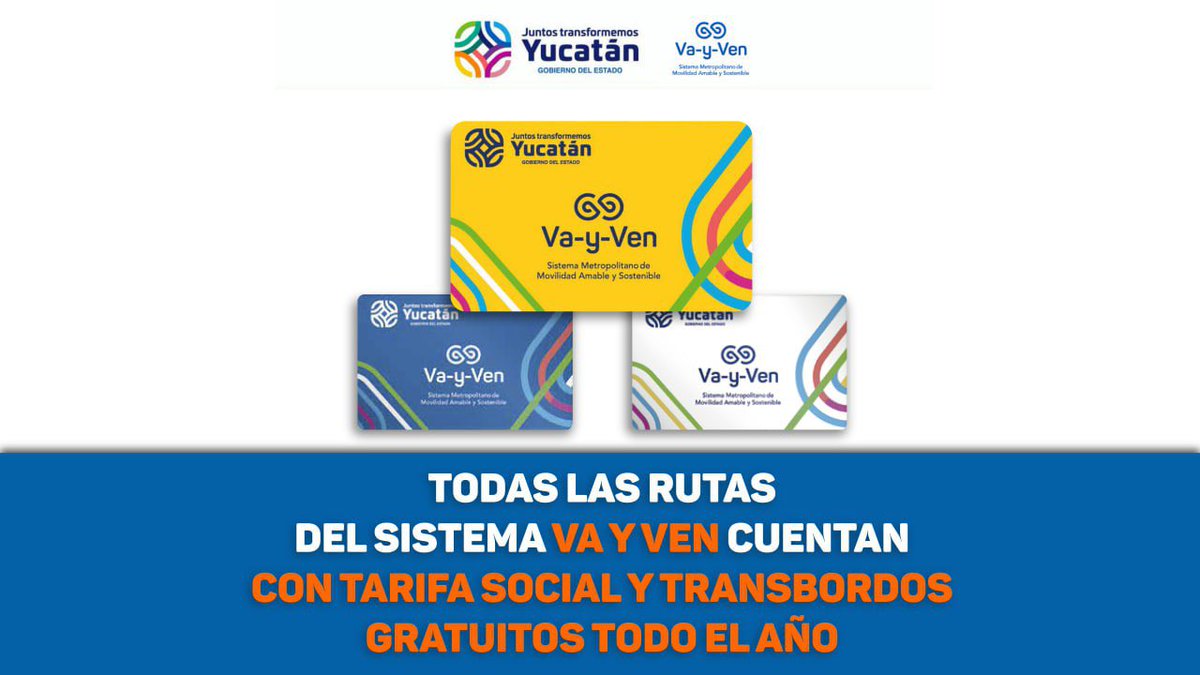 Juntos transformemos
Yucatán
GOBIERNO DEL ESTADO
Va-y-Ven
Sistema Metropolitano de
Movilidad Amable y Sostenible
Juntos transformemos
Yucatán
GOBIERNO DEL ESTADO
Va-y-Ven
Sistema Metropolitano de
Movilidad Amable y Sostenible
Juntos transformemos
Yucatán
GOBIERNO DEL ESTADO
Va-y-Ven
Sistema Metropolitano de
Movilidad Amable y Sostenible
Yucatán
GOBIERNO DEL ESTADO
Va-y-Ven
Sistema Metropolitano de
Movilidad Amable y Sostenible
TODAS LAS RUTAS
DEL SISTEMA VA Y VEN CUENTAN
CON TARIFA SOCIAL Y TRANSBORDOS
GRATUITOS TODO EL AÑO